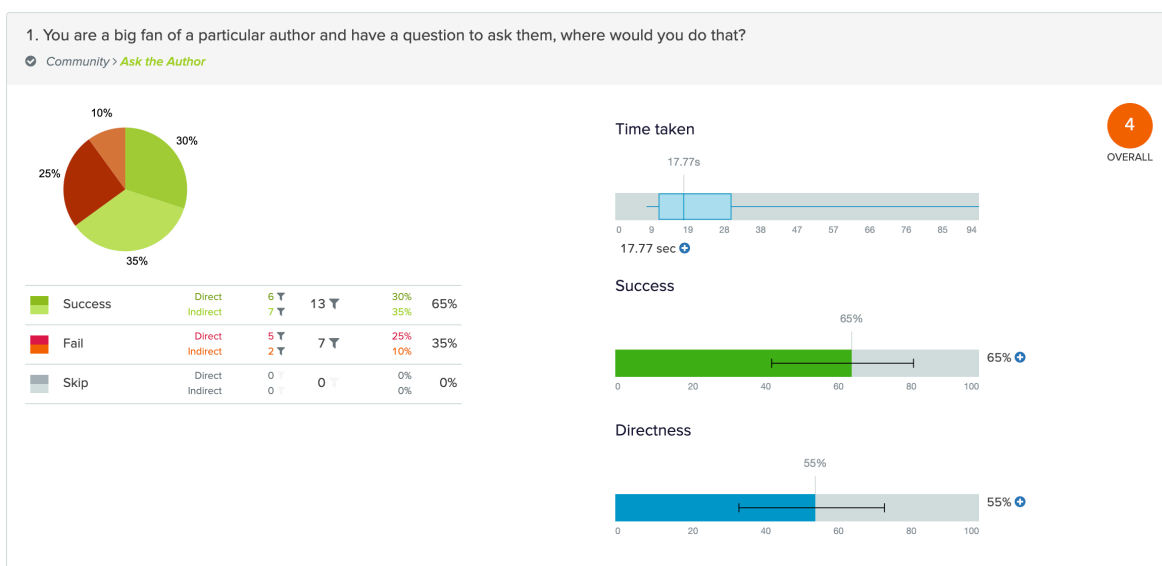 1. You are a big fan of a particular author and have a question to ask them, where would you do that?
Community › Ask the Author
10%
30%
25%
35%
Success Direct 6 13 30% 65%
Indirect 7 35%
Fail Direct 5 7 25% 35%
Indirect 2 10%
Skip Direct 0 0 0% 0%
Indirect 0 0%
Time taken
17.77s
0 9 19 28 38 47 57 66 76 85 94
17.77 sec
Success
65%
65%
0 20 40 60 80 100
Directness
55%
55%
0 20 40 60 80 100
4
OVERALL